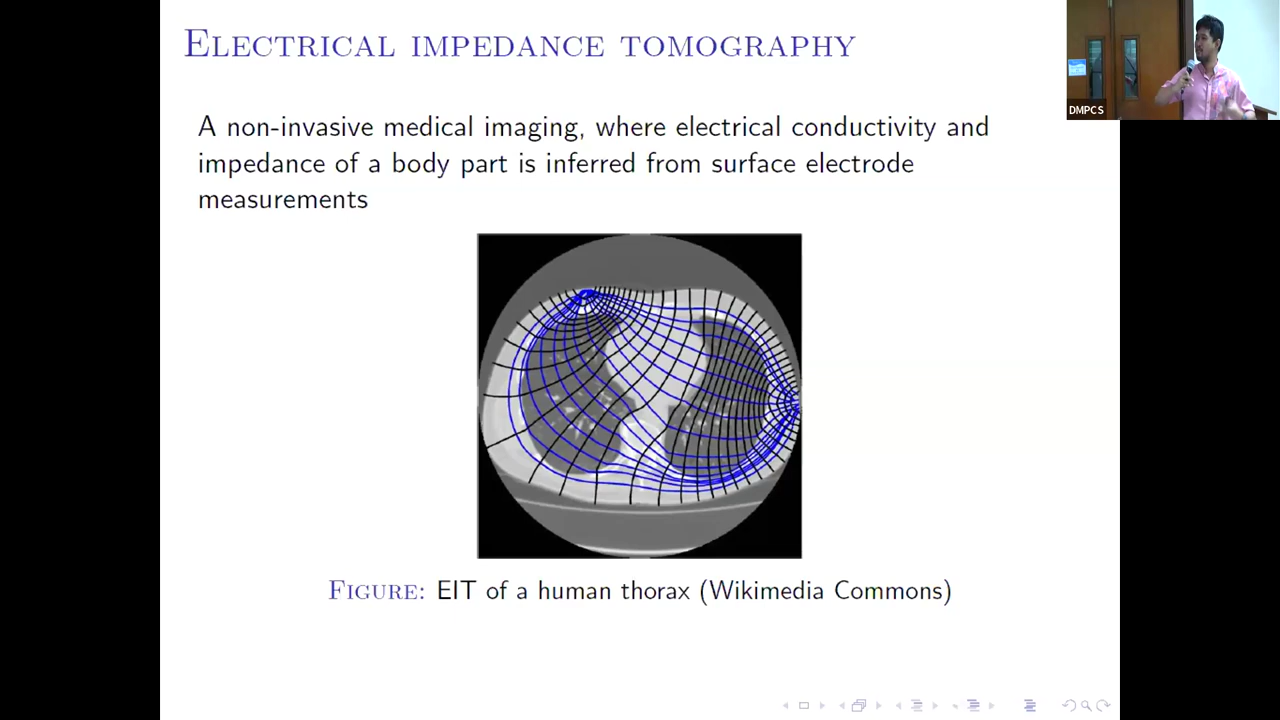 ELECTRICAL IMPEDANCE TOMOGRAPHY
A non-invasive medical imaging, where electrical conductivity and
impedance of a body part is inferred from surface electrode
measurements
FIGURE: EIT of a human thorax (Wikimedia Commons)
DMPCS